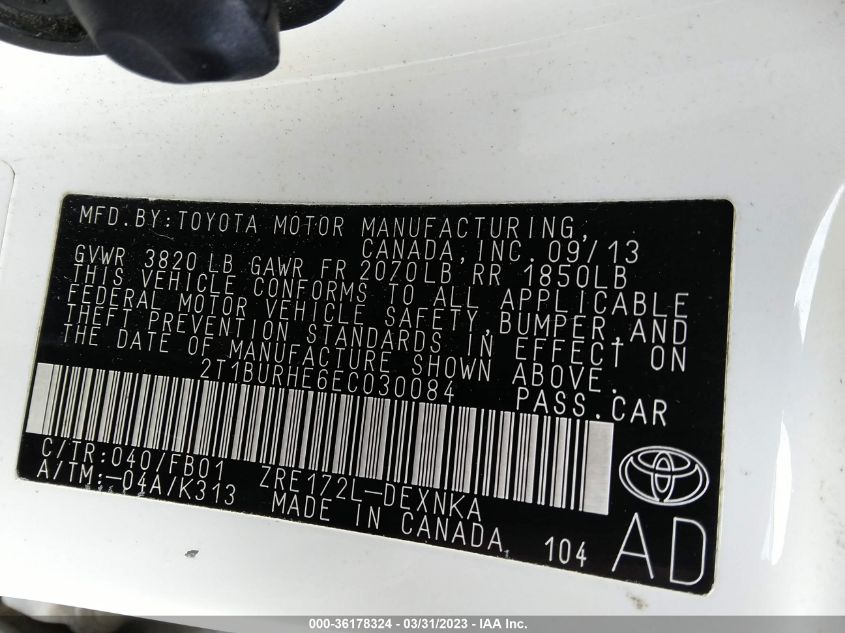 MFD.BY:TOYOTA MOTOR MANUFACTURING,
CANADA,INC. 09/13
GVWR 3820 LB GAWR FR 2070LB RR 1850LB
THIS VEHICLE CONFORMS TO ALL APPLICABLE
FEDERAL MOTOR VEHICLE SAFETY,BUMPER,AND
THEFT PREVENTION STANDARDS IN EFFECT ON
THE DATE OF MANUFACTURE SHOWN ABOVE.
2T1BURHE6EC030084 PASS.CAR
C/TR:040/FB01 ZRE172L-DEXNKA
A/TM:-04A/K313 MADE IN CANADA
104 AD
000-36178324 - 03/31/2023 - IAA Inc.